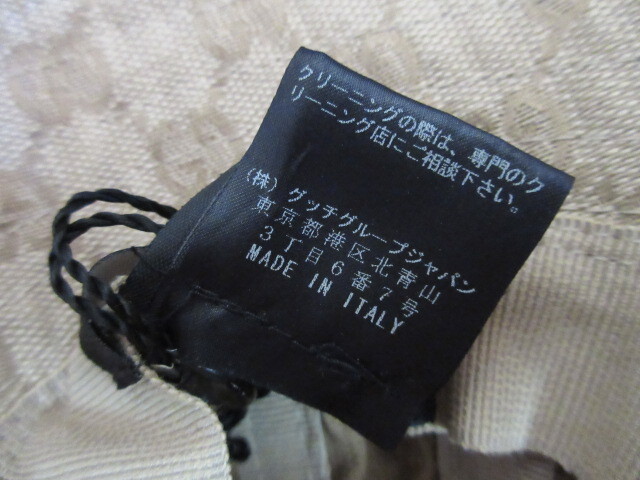 クリーニングの際は、専門のク
リーニング店にご相談下さい。
(株) グッチグループジャパン
東京都港区北青山
3丁目6番7号
MADE IN ITALY